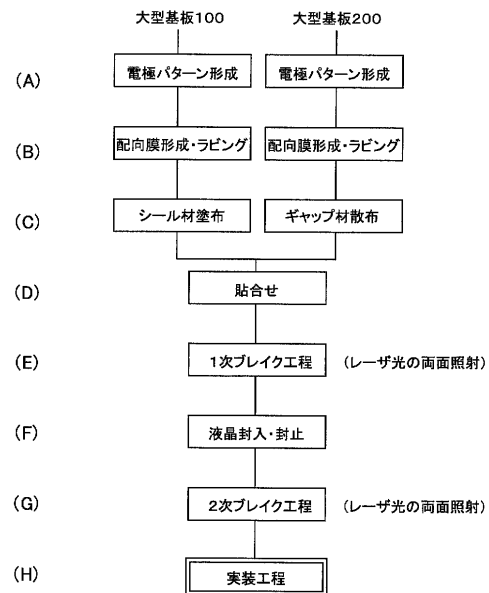 大型基板100 大型基板200
(A) 電極パターン形成 電極パターン形成
(B) 配向膜形成・ラビング 配向膜形成・ラビング
(C) シール材塗布 ギャップ材散布
(D) 貼合せ
(E) 1次ブレイク工程 (レーザ光の両面照射)
(F) 液晶封入・封止
(G) 2次ブレイク工程 (レーザ光の両面照射)
(H) 実装工程